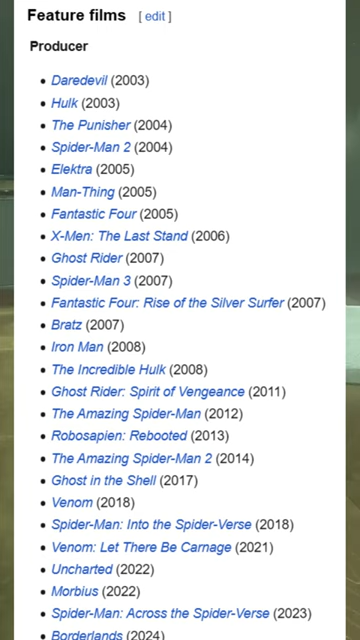 Feature films [ edit ]
Producer
• Daredevil (2003)
• Hulk (2003)
• The Punisher (2004)
• Spider-Man 2 (2004)
• Elektra (2005)
• Man-Thing (2005)
• Fantastic Four (2005)
• X-Men: The Last Stand (2006)
• Ghost Rider (2007)
• Spider-Man 3 (2007)
• Fantastic Four: Rise of the Silver Surfer (2007)
• Bratz (2007)
• Iron Man (2008)
• The Incredible Hulk (2008)
• Ghost Rider: Spirit of Vengeance (2011)
• The Amazing Spider-Man (2012)
• Robosapien: Rebooted (2013)
• The Amazing Spider-Man 2 (2014)
• Ghost in the Shell (2017)
• Venom (2018)
• Spider-Man: Into the Spider-Verse (2018)
• Venom: Let There Be Carnage (2021)
• Uncharted (2022)
• Morbius (2022)
• Spider-Man: Across the Spider-Verse (2023)
• Borderlands (2024)